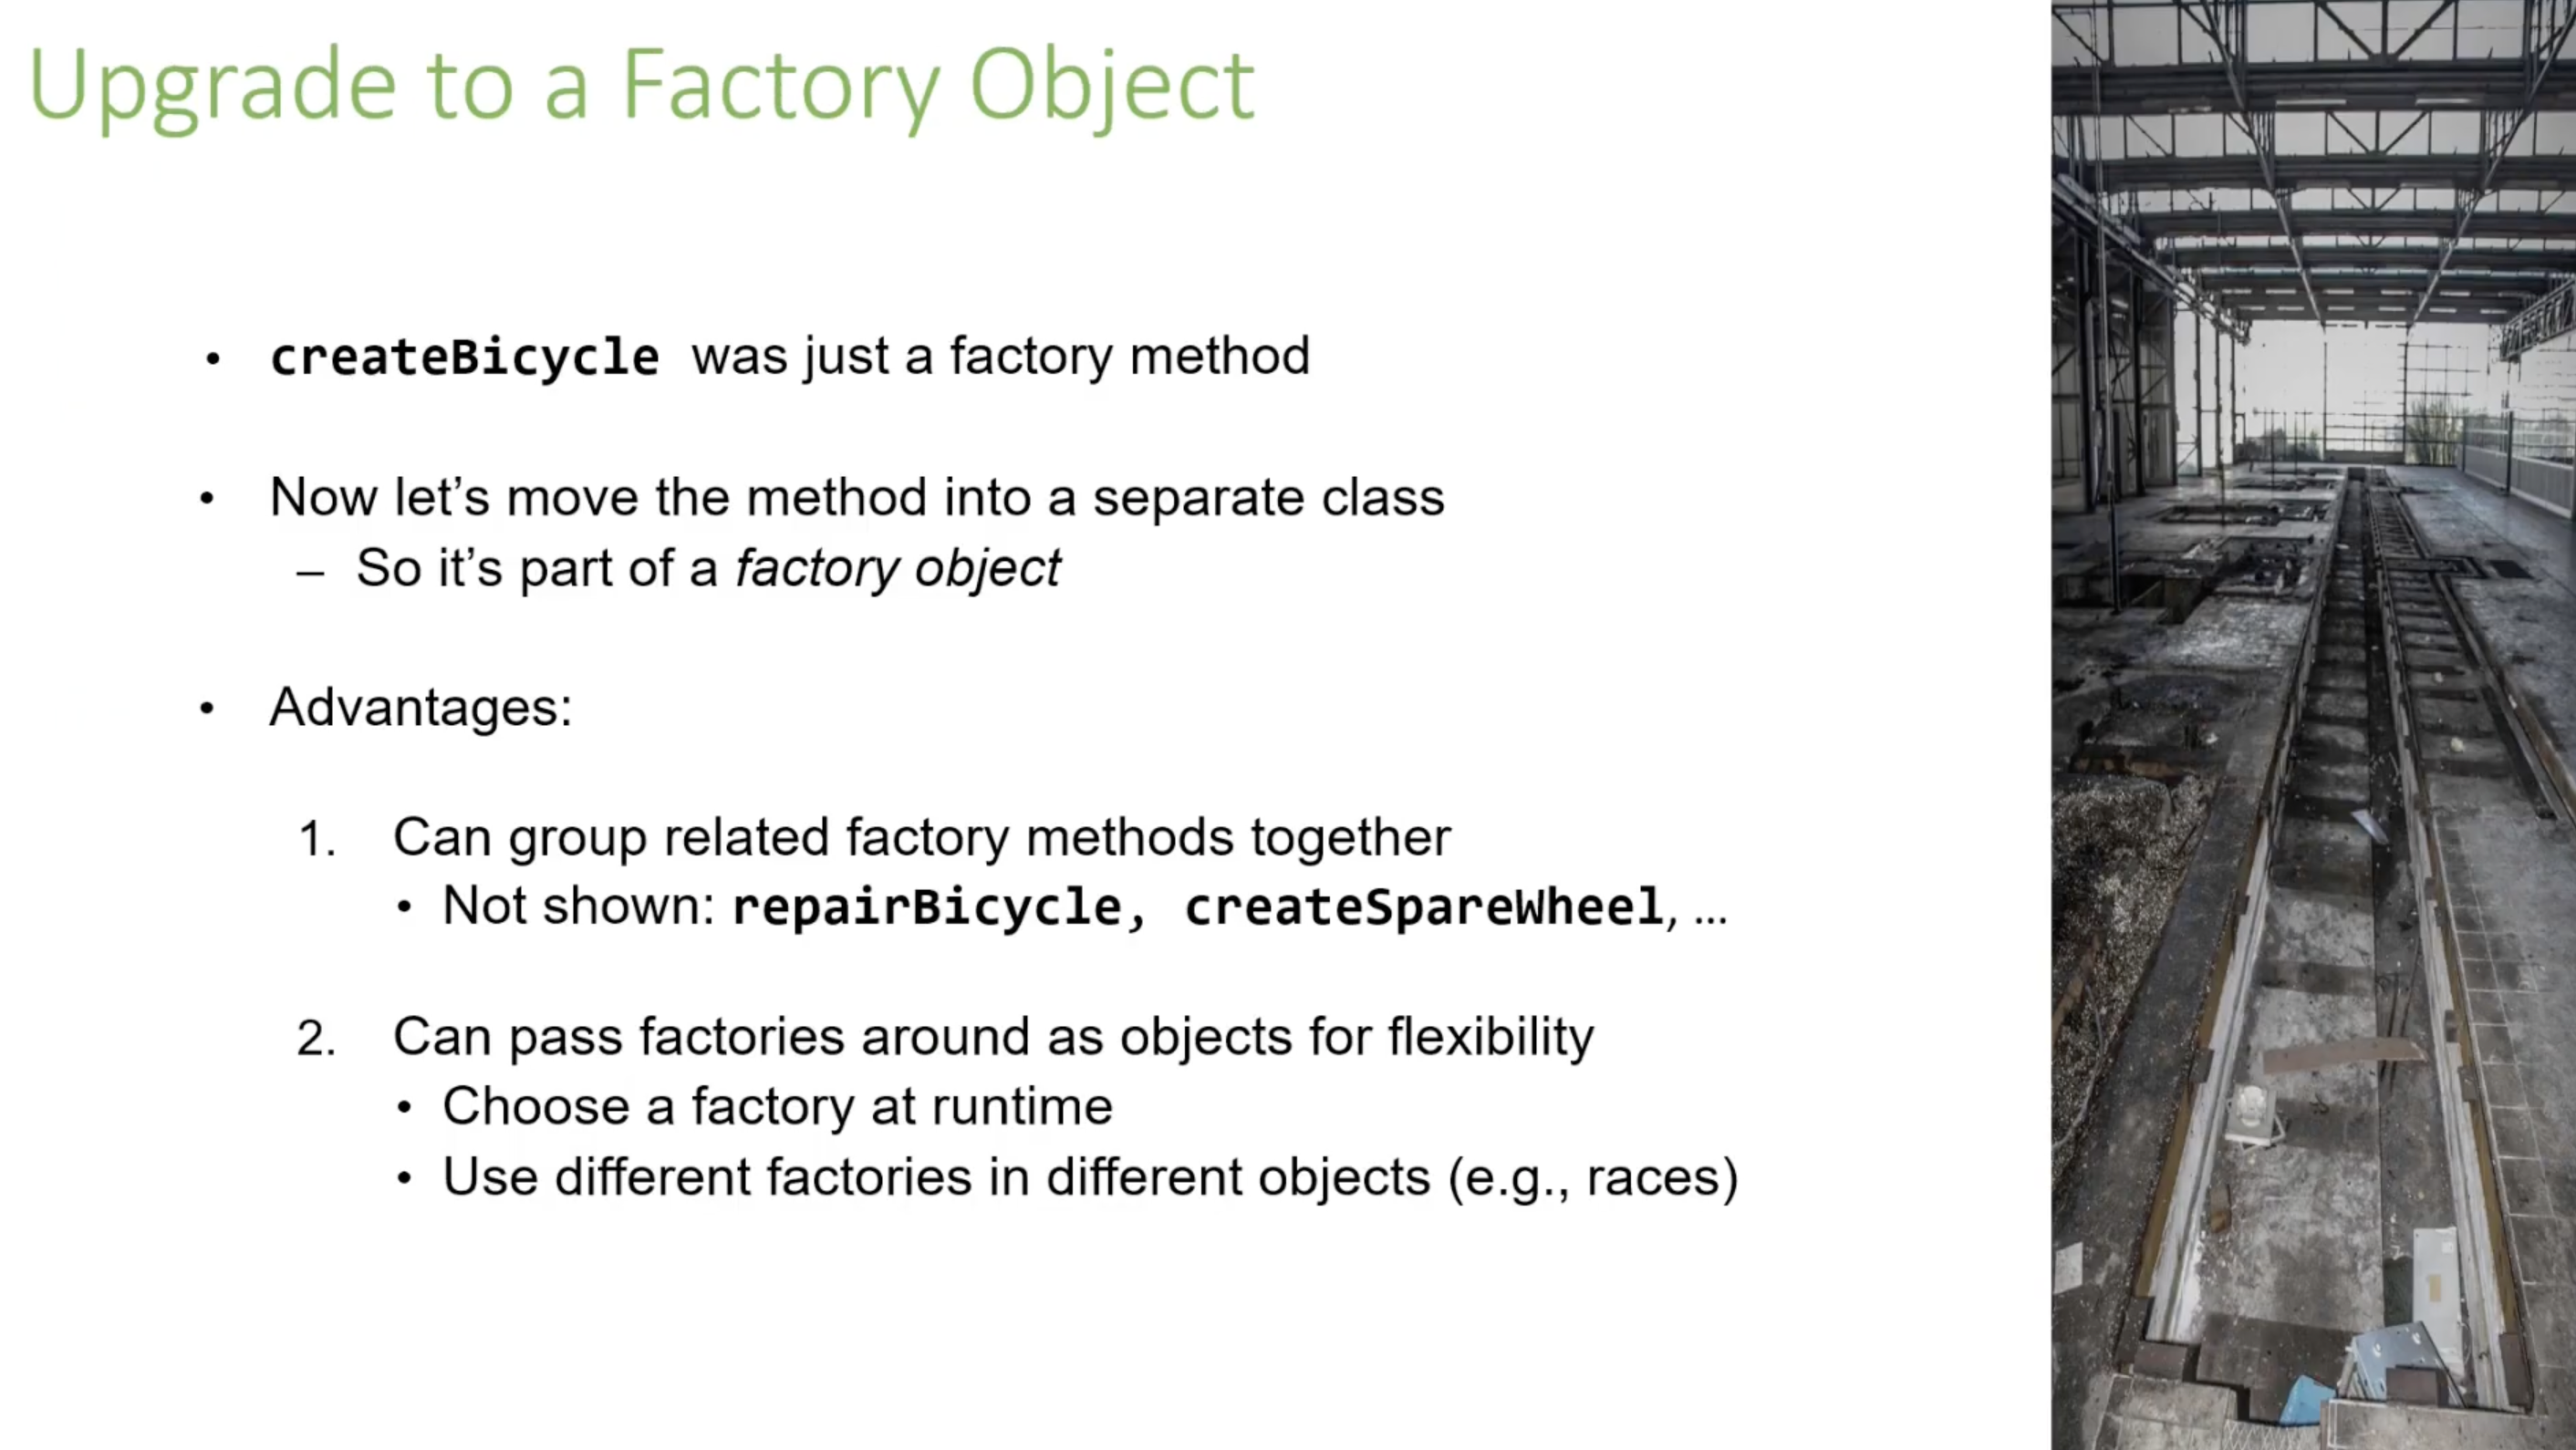 Upgrade to a Factory Object
• createBicycle was just a factory method
• Now let’s move the method into a separate class
– So it’s part of a factory object
• Advantages:
1. Can group related factory methods together
• Not shown: repairBicycle, createSpareWheel, ...
2. Can pass factories around as objects for flexibility
• Choose a factory at runtime
• Use different factories in different objects (e.g., races)